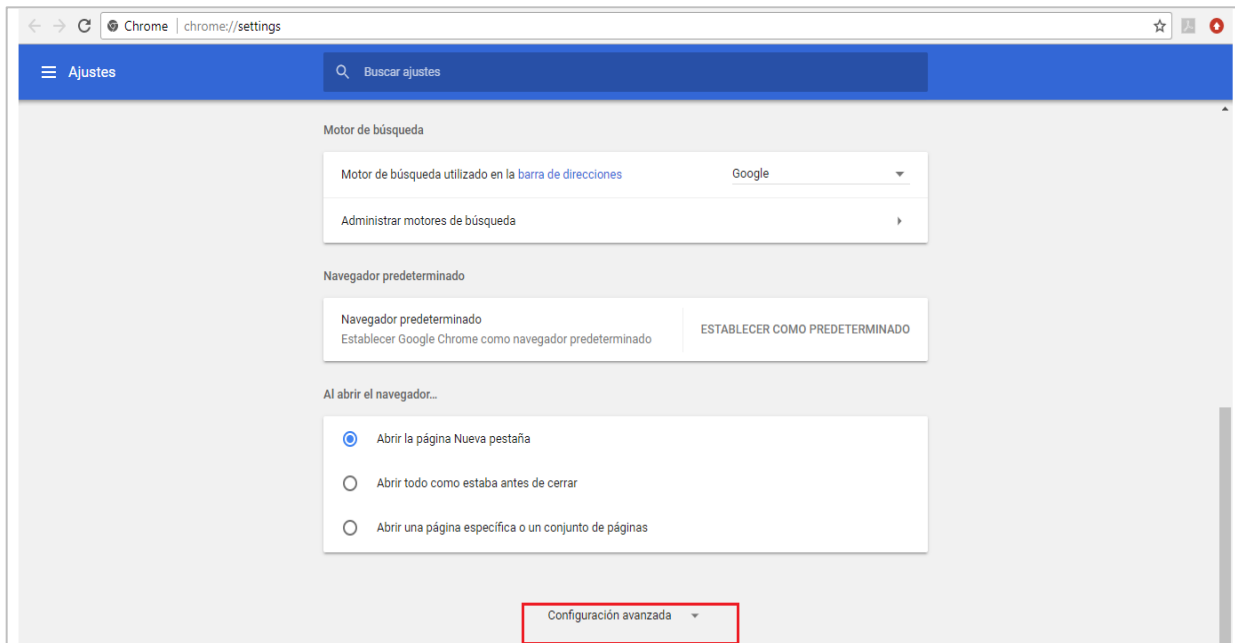 Chrome | chrome://settings
Ajustes
Buscar ajustes
Motor de búsqueda
Motor de búsqueda utilizado en la barra de direcciones
Google
Administrar motores de búsqueda
Navegador predeterminado
Navegador predeterminado
Establecer Google Chrome como navegador predeterminado
ESTABLECER COMO PREDETERMINADO
Al abrir el navegador...
Abrir la página Nueva pestaña
Abrir todo como estaba antes de cerrar
Abrir una página específica o un conjunto de páginas
Configuración avanzada